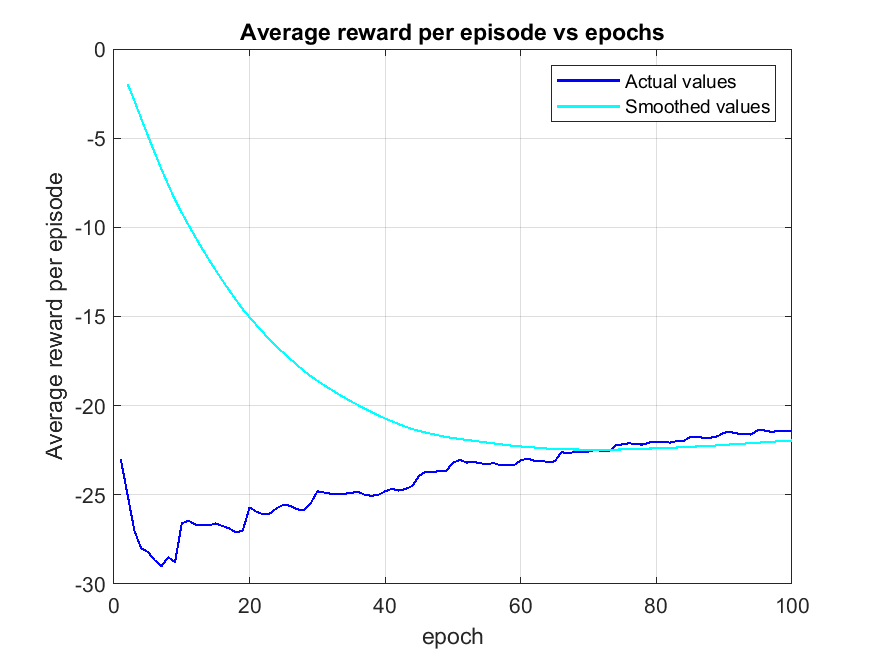 Average reward per episode vs epochs
Actual values
Smoothed values
Average reward per episode
0
-5
-10
-15
-20
-25
-30
0 20 40 60 80 100
epoch